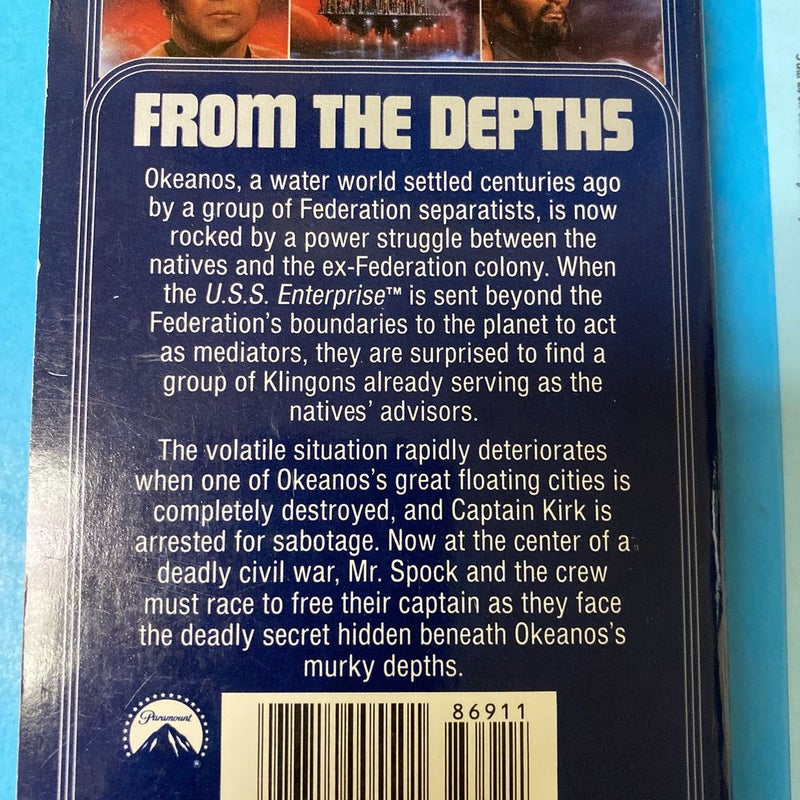 FROM THE DEPTHS
Okeanos, a water world settled centuries ago
by a group of Federation separatists, is now
rocked by a power struggle between the
natives and the ex-Federation colony. When
the U.S.S. Enterprise™ is sent beyond the
Federation's boundaries to the planet to act
as mediators, they are surprised to find a
group of Klingons already serving as the
natives' advisors.
The volatile situation rapidly deteriorates
when one of Okeanos's great floating cities is
completely destroyed, and Captain Kirk is
arrested for sabotage. Now at the center of a
deadly civil war, Mr. Spock and the crew
must race to free their captain as they face
the deadly secret hidden beneath Okeanos's
murky depths.
Paramount
®
86911